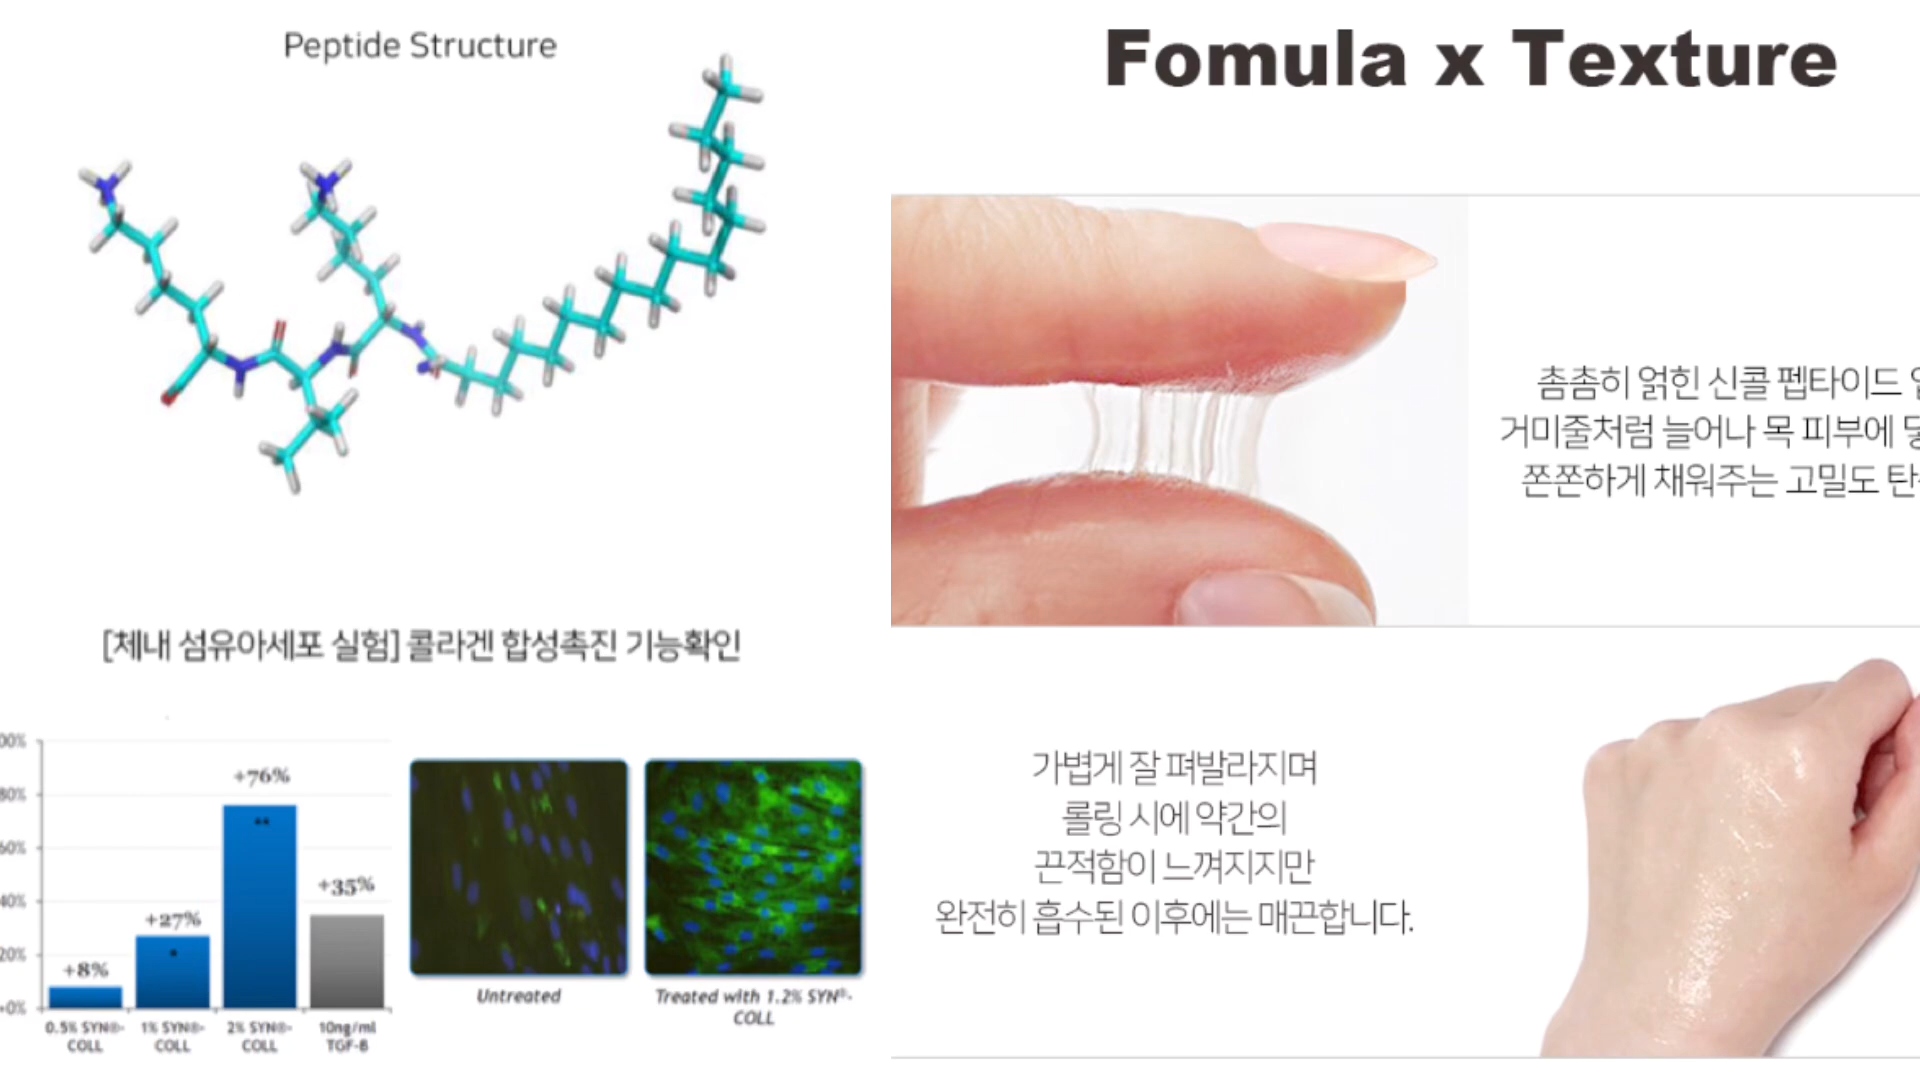 Peptide Structure
[체내 섬유아세포 실험] 콜라겐 합성촉진 기능확인
80%
60%
40%
20%
+0%
+8%
+27%
*
+76%
**
+35%
0.5% SYN®-
COLL
1% SYN®-
COLL
2% SYN®-
COLL
10ng/ml
TGF-B
Untreated
Treated with 1.2% SYN®-
COLL
Fomula x Texture
촘촘히 얽힌 신콜 펩타이드
거미줄처럼 늘어나 목 피부에
쫀쫀하게 채워주는 고밀도
가볍게 잘 펴발라지며
롤링 시에 약간의
끈적함이 느껴지지만
완전히 흡수된 이후에는 매끈합니다.